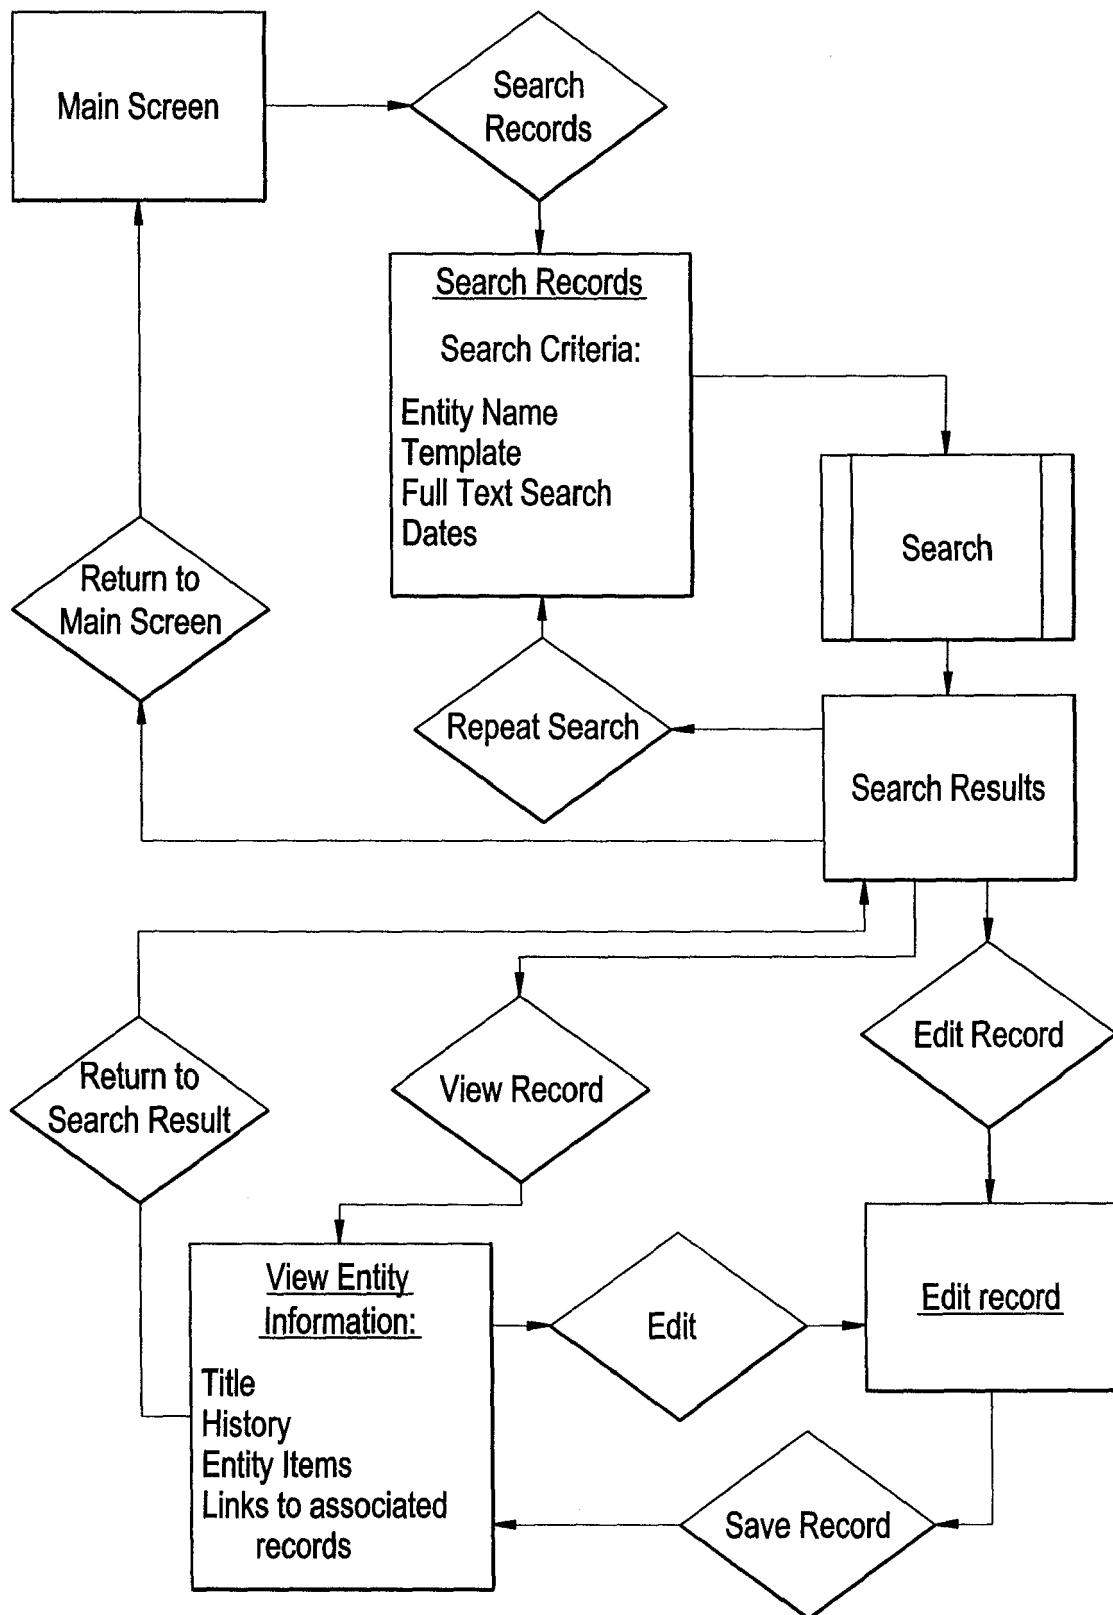 Main Screen
Search
Records
Search Records
Search Criteria:
Entity Name
Template
Full Text Search
Dates
Search
Return to
Main Screen
Repeat Search
Search Results
Edit Record
Return to
Search Result
View Record
View Entity
Information:
Title
History
Entity Items
Links to associated
records
Edit
Edit record
Save Record